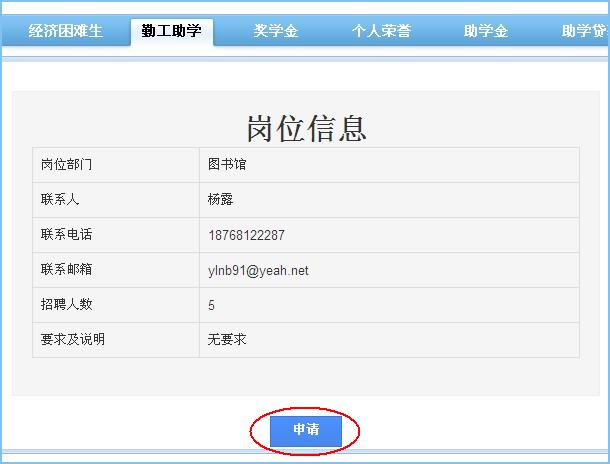 经济困难生 勤工助学 奖学金 个人荣誉 助学金 助学贷
岗位信息
岗位部门 图书馆
联系人 杨露
联系电话 18768122287
联系邮箱 ylnb91@yeah.net
招聘人数 5
要求及说明 无要求
申请